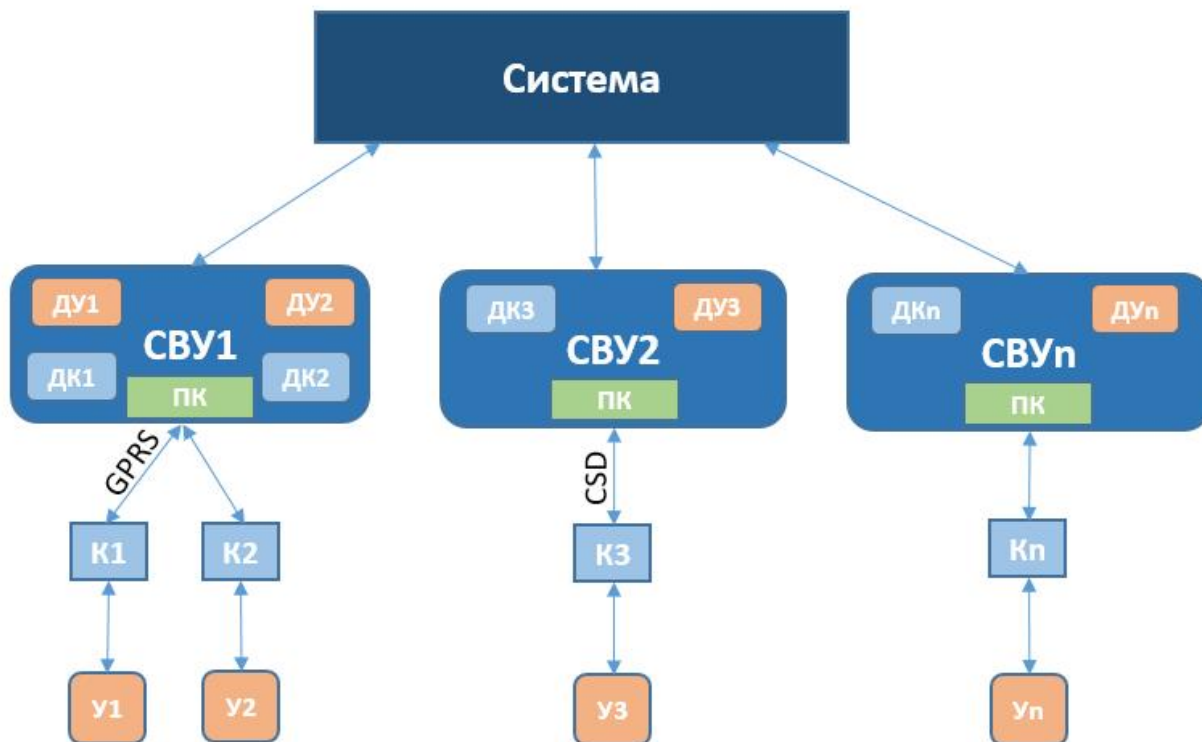 Система
ДУ1
ДУ2
СВУ1
ДК1
ДК2
ПК
ДК3
ДУ3
СВУ2
ПК
ДКn
ДУn
СВУn
ПК
GPRS
CSD
К1
К2
К3
Кn
У1
У2
У3
Уn